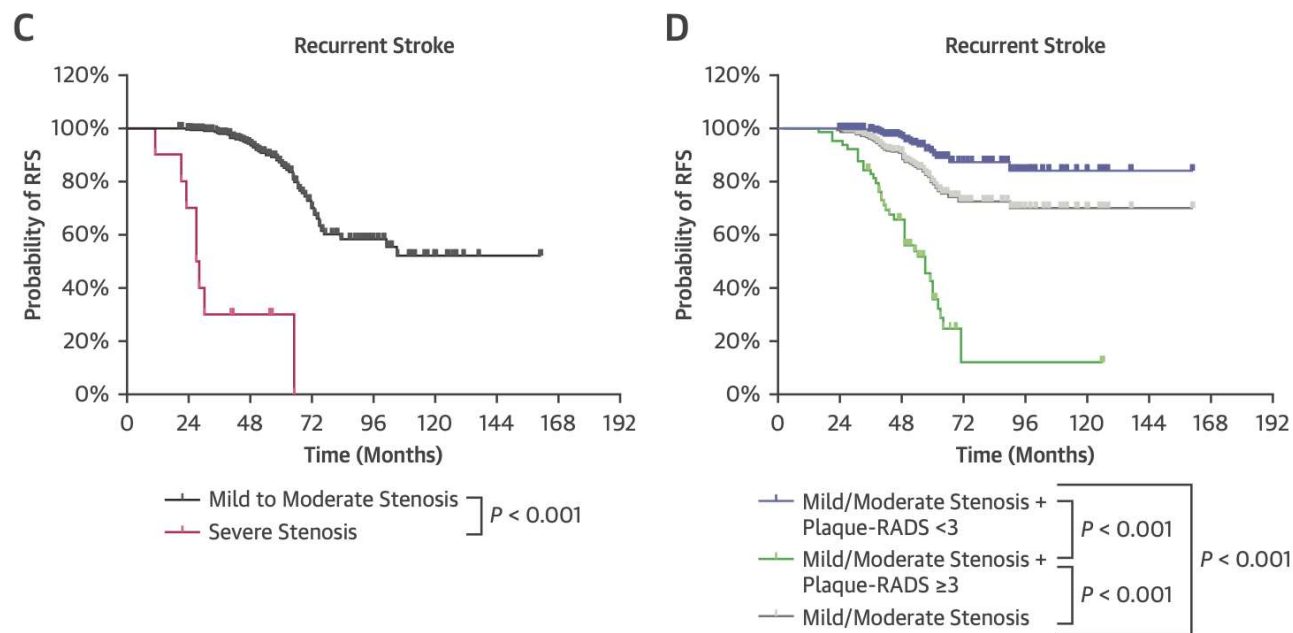 C
Recurrent Stroke
120%
100%
80%
60%
40%
20%
0%
Probability of RFS
0 24 48 72 96 120 144 168 192
Time (Months)
Mild to Moderate Stenosis
Severe Stenosis
P < 0.001
D
Recurrent Stroke
120%
100%
80%
60%
40%
20%
0%
Probability of RFS
0 24 48 72 96 120 144 168 192
Time (Months)
Mild/Moderate Stenosis +
Plaque-RADS <3
Mild/Moderate Stenosis +
Plaque-RADS ≥3
Mild/Moderate Stenosis
P < 0.001
P < 0.001
P < 0.001